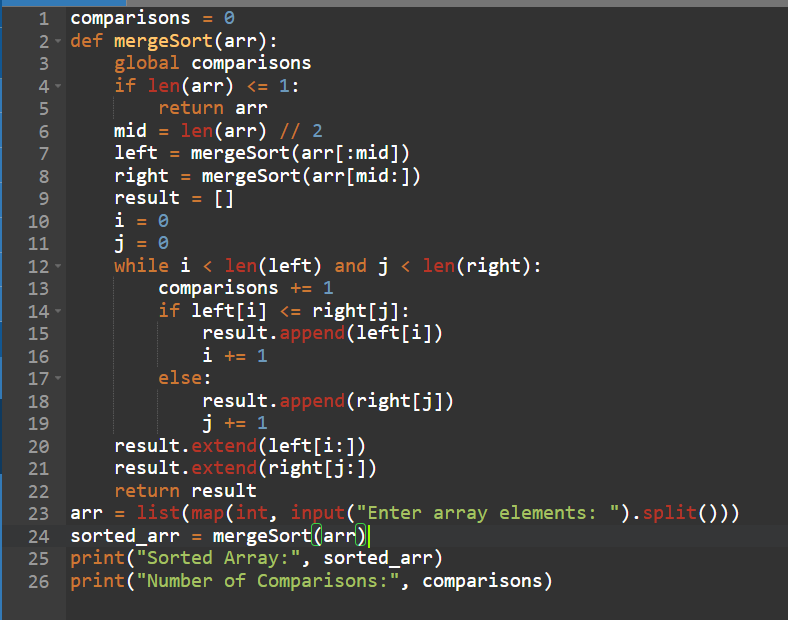 1 comparisons = 0
2 def mergeSort(arr):
3     global comparisons
4     if len(arr) <= 1:
5         return arr
6     mid = len(arr) // 2
7     left = mergeSort(arr[:mid])
8     right = mergeSort(arr[mid:])
9     result = []
10     i = 0
11     j = 0
12     while i < len(left) and j < len(right):
13         comparisons += 1
14         if left[i] <= right[j]:
15             result.append(left[i])
16             i += 1
17         else:
18             result.append(right[j])
19             j += 1
20     result.extend(left[i:])
21     result.extend(right[j:])
22     return result
23 arr = list(map(int, input("Enter array elements: ").split()))
24 sorted_arr = mergeSort(arr)
25 print("Sorted Array:", sorted_arr)
26 print("Number of Comparisons:", comparisons)